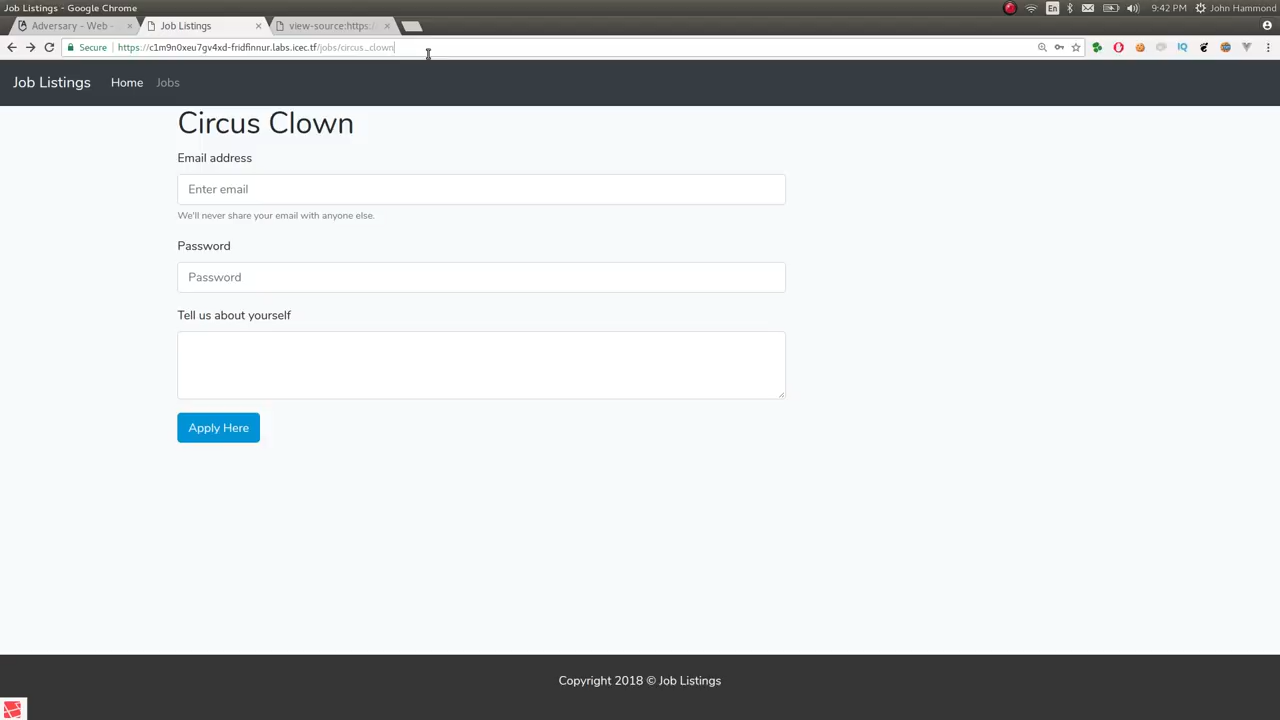 Job Listings - Google Chrome
En
9:42 PM
John Hammond
Adversary - Web -
Job Listings
view-source:https:/
Secure
https://c1m9n0xeu7gv4xd-fridfinnur.labs.icec.tf/jobs/circus_clown
IQ
Job Listings
Home
Jobs
Circus Clown
Email address
Enter email
We'll never share your email with anyone else.
Password
Password
Tell us about yourself
Apply Here
Copyright 2018 © Job Listings